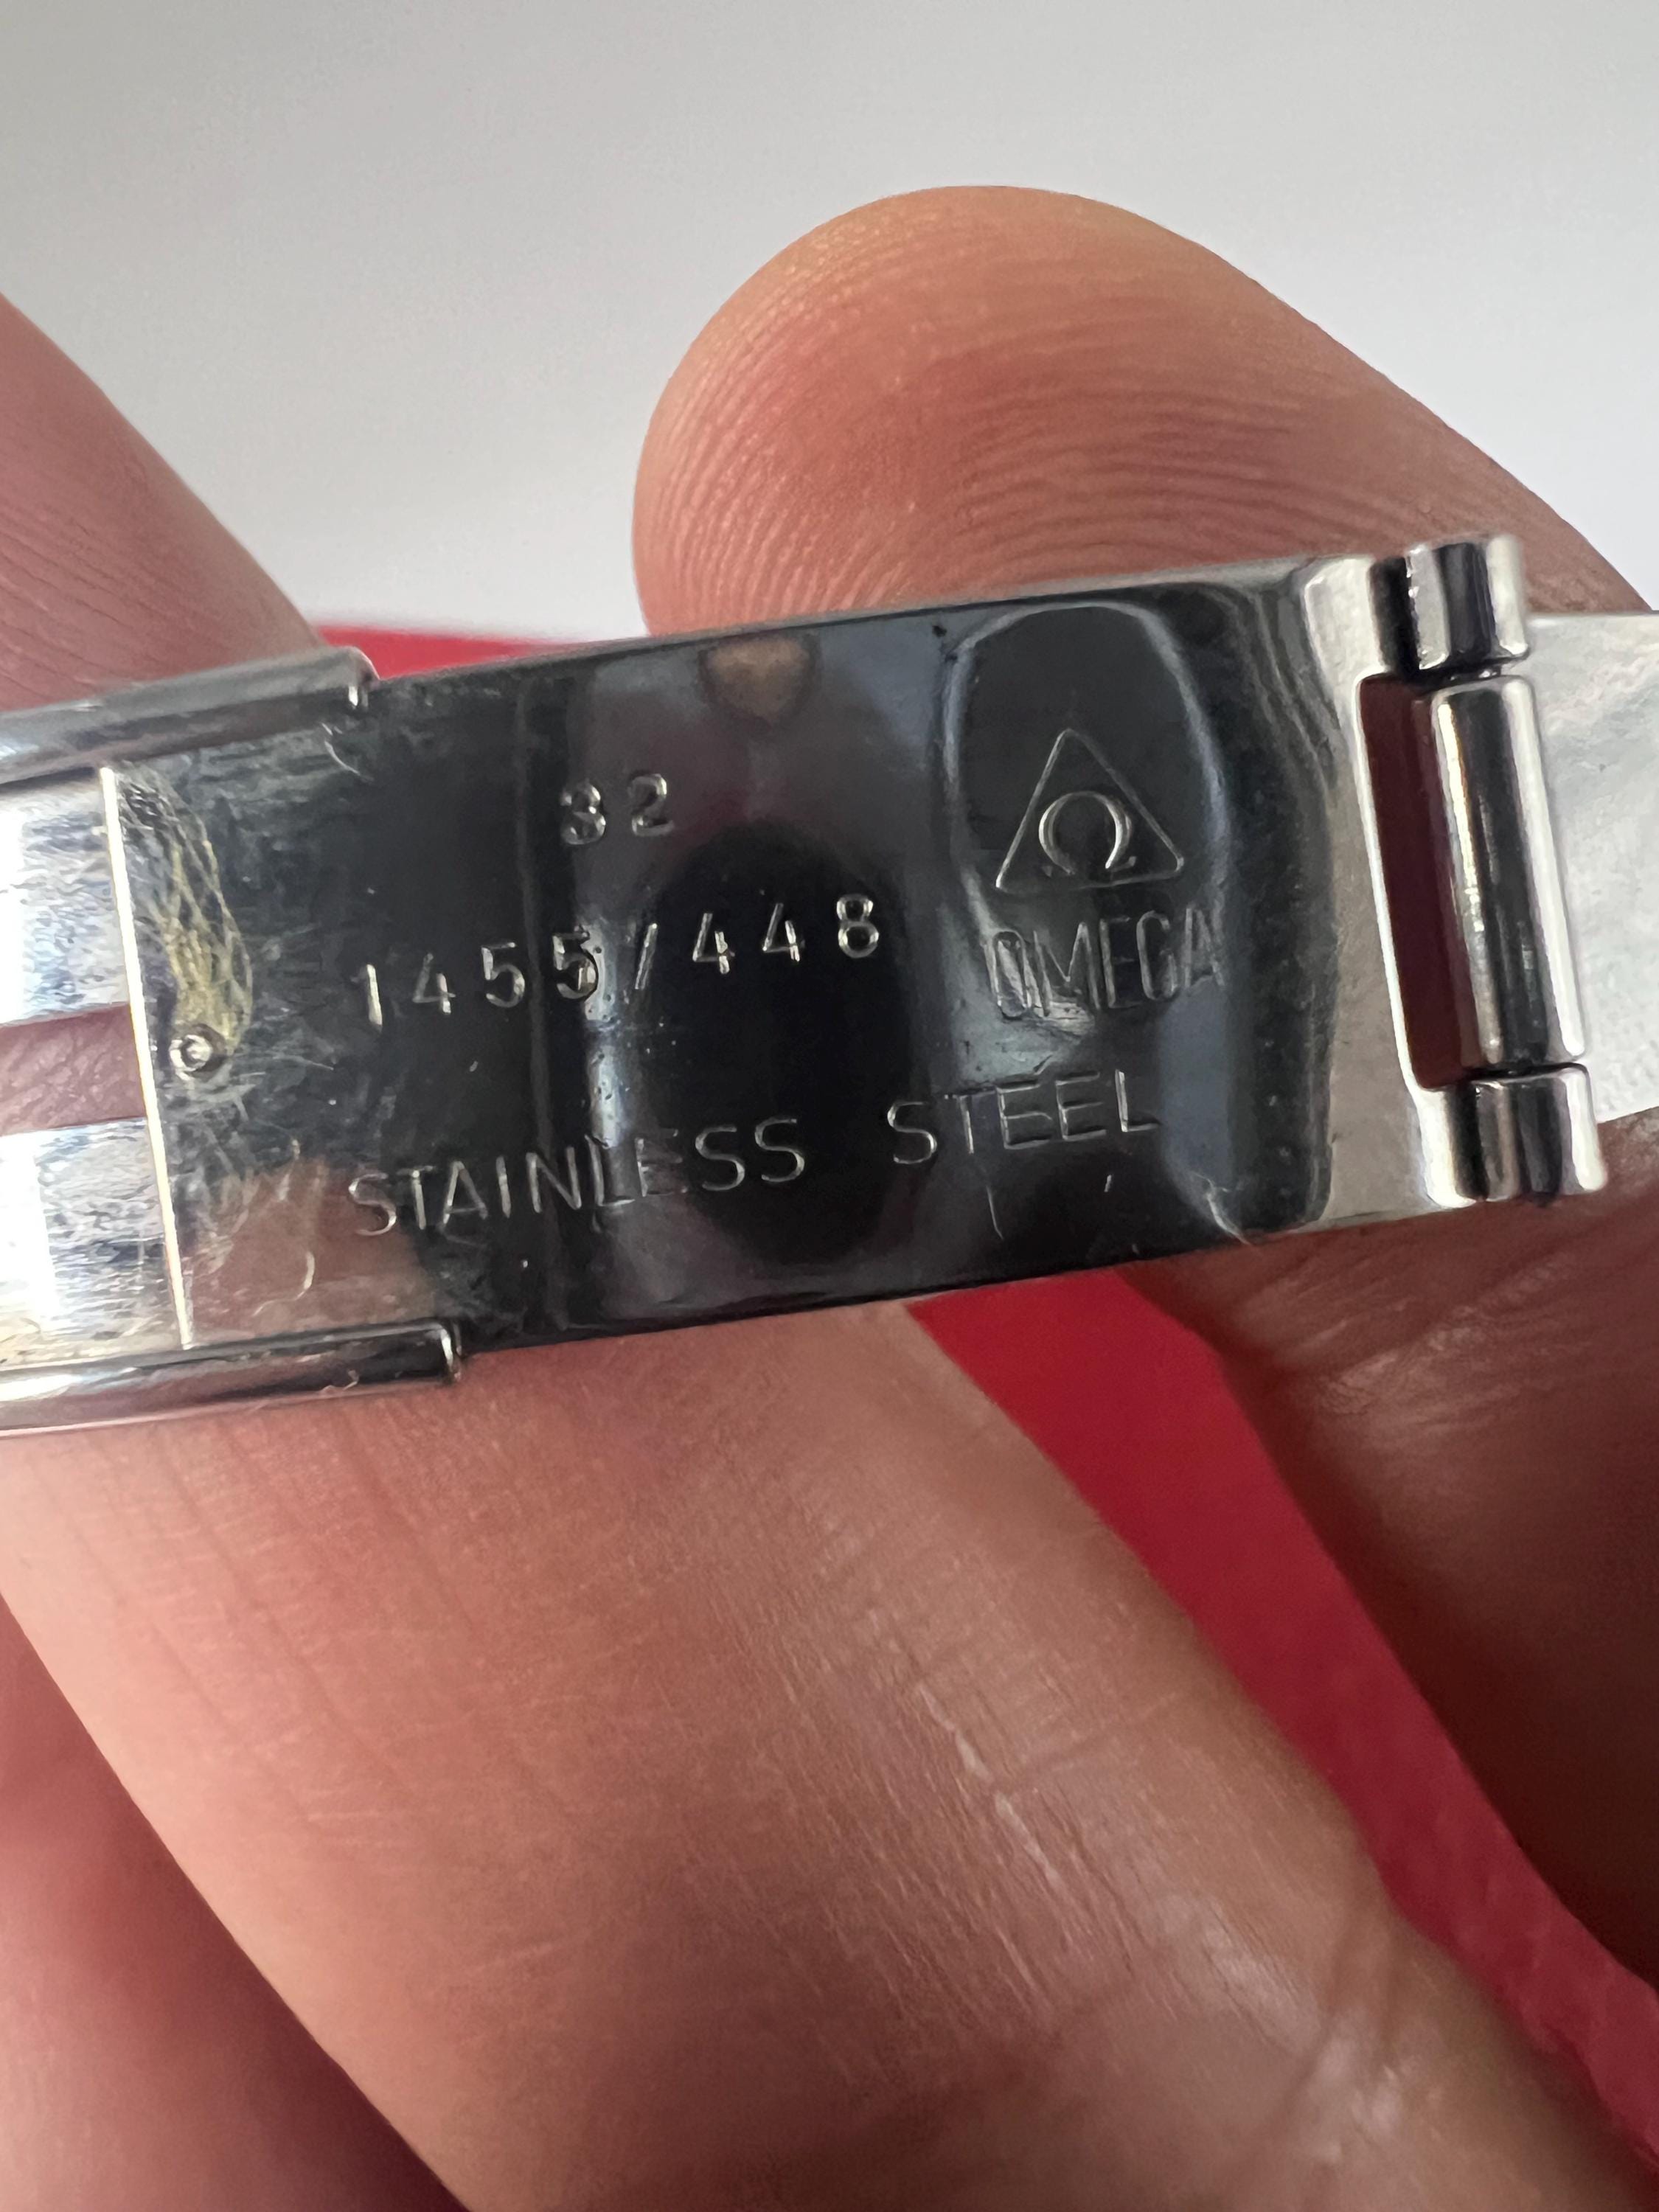 32
1455/448
Ω
OMEGA
STAINLESS STEEL